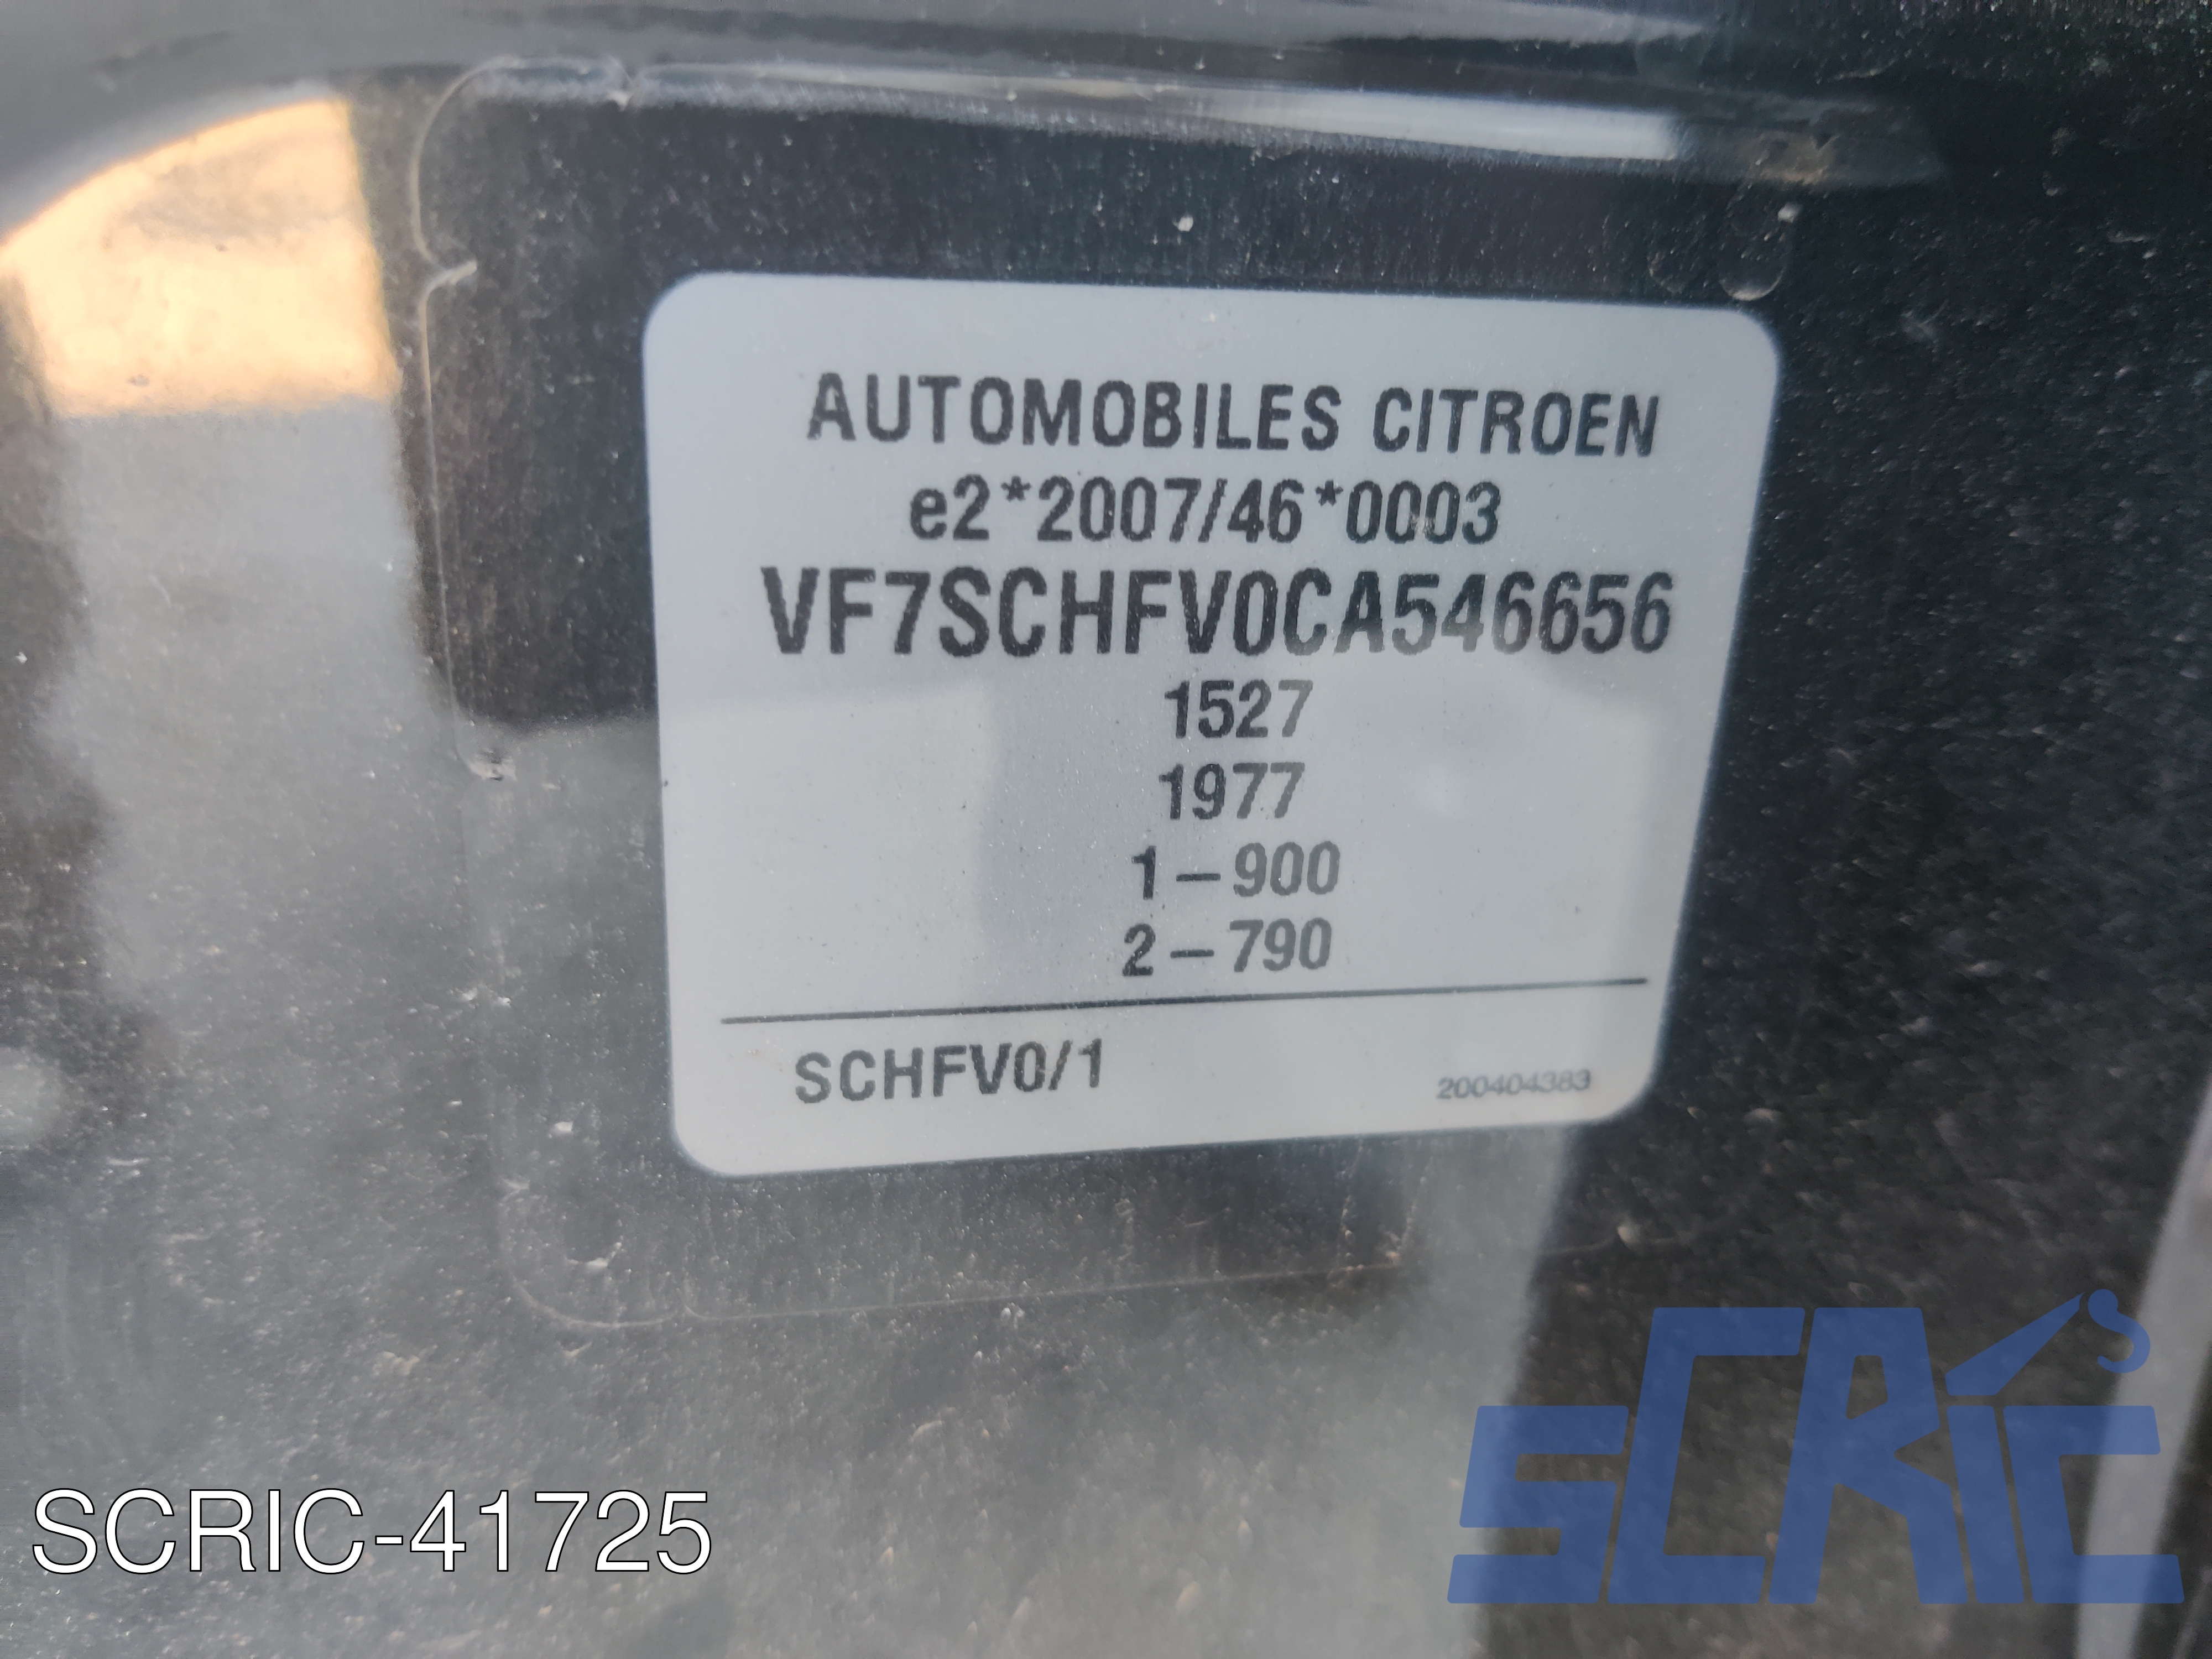 AUTOMOBILES CITROEN
e2*2007/46*0003
VF7SCHFV0CA546656
1527
1977
1-900
2-790
SCHFV0/1
200404383
SCRIC-41725
SCRIC